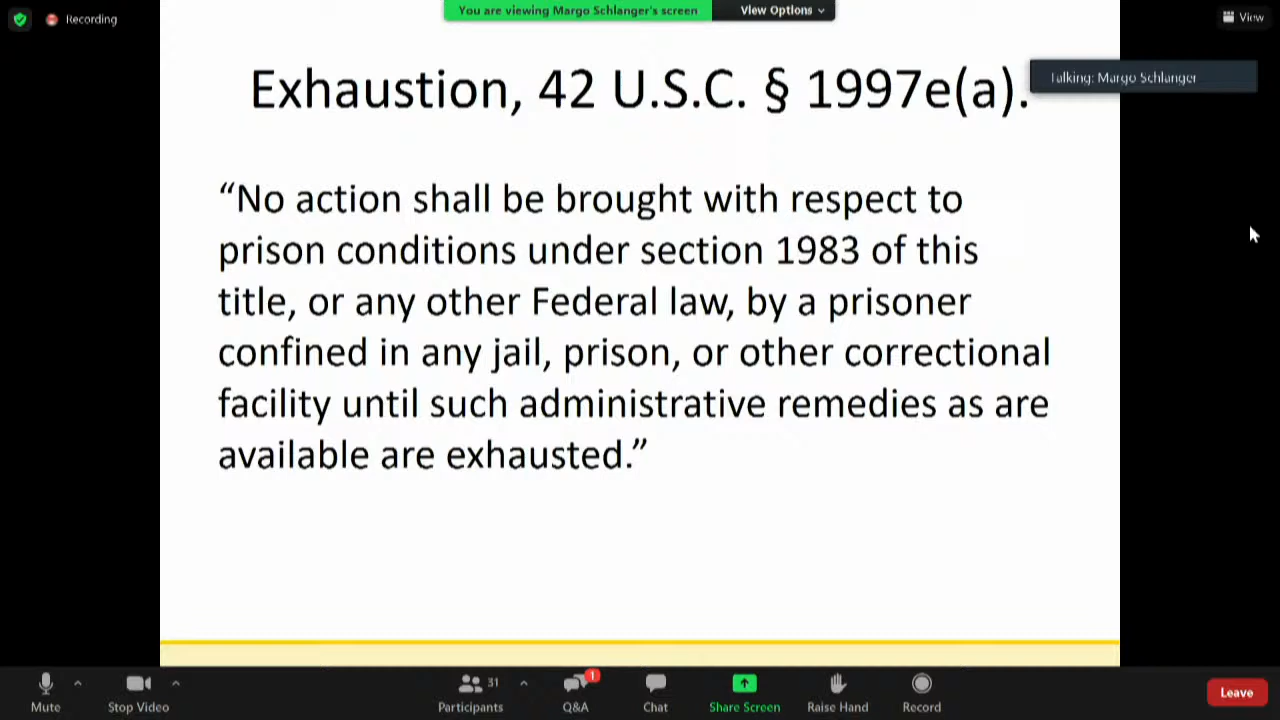 You are viewing Margo Schlanger's screen
View Options
Recording
View
Exhaustion, 42 U.S.C. § 1997e(a).
Talking: Margo Schlanger
“No action shall be brought with respect to
prison conditions under section 1983 of this
title, or any other Federal law, by a prisoner
confined in any jail, prison, or other correctional
facility until such administrative remedies as are
available are exhausted.”
Mute
Stop Video
Participants
31
Q&A
1
Chat
Share Screen
Raise Hand
Record
Leave